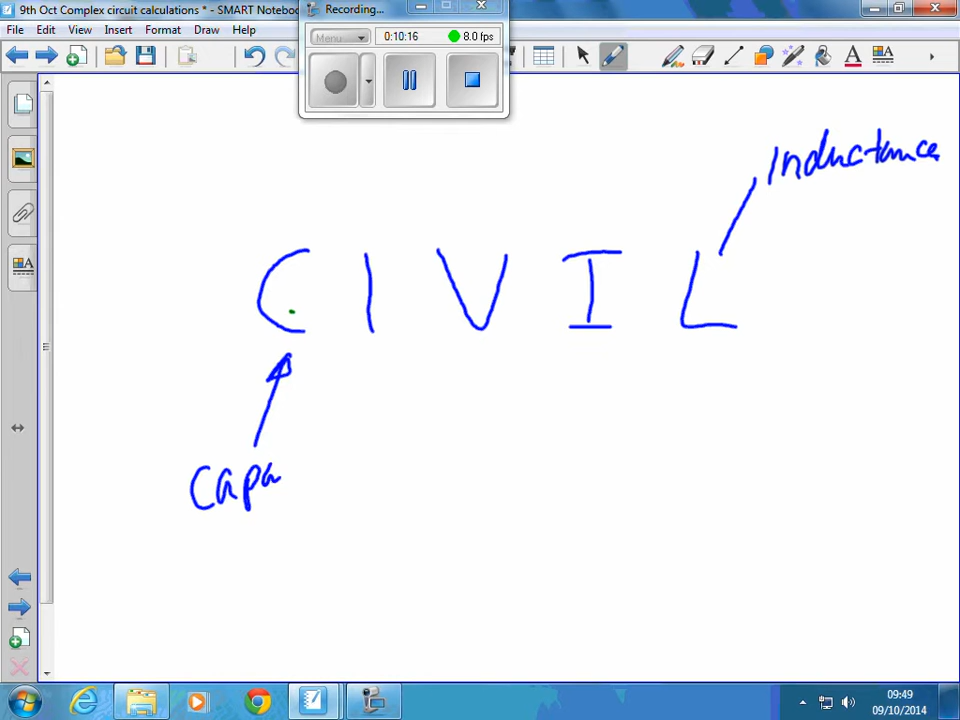 9th Oct Complex circuit calculations * - SMART Notebook
Recording...
File Edit View Insert Format Draw Help
Menu 0:10:16 8.0 fps
Inductance
C I V I L
Capa
09:49
09/10/2014